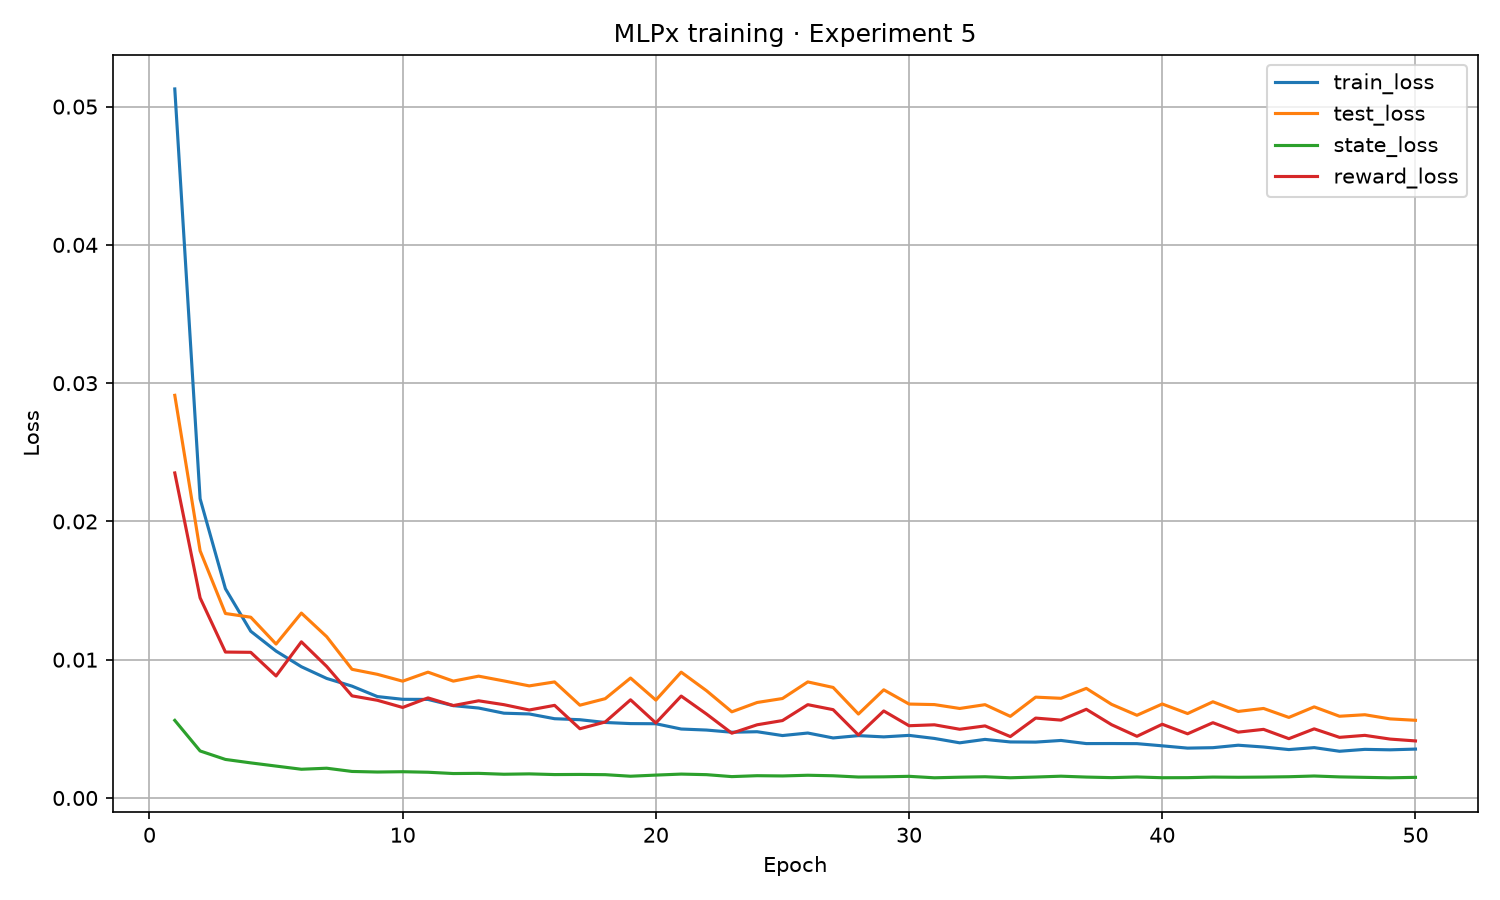 MLPx training · Experiment 5
train_loss
test_loss
state_loss
reward_loss
0.05
0.04
0.03
0.02
0.01
0.00
Loss
0 10 20 30 40 50
Epoch